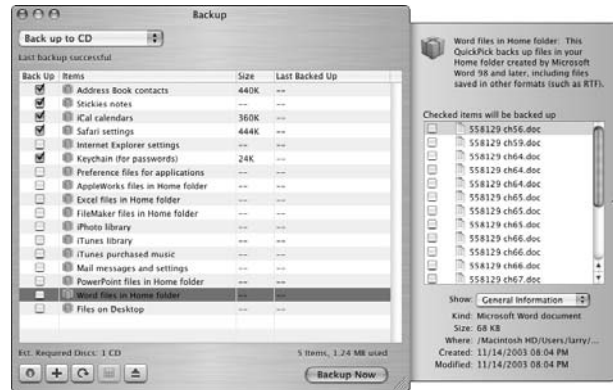 Backup
Back up to CD
Last backup successful
Back Up Items Size Last Backed Up
Address Book contacts 440K --
Stickies notes -- --
iCal calendars 360K --
Safari settings 444K --
Internet Explorer settings -- --
Keychain (for passwords) 24K --
Preference files for applications -- --
AppleWorks files in Home folder -- --
Excel files in Home folder -- --
FileMaker files in Home folder -- --
iPhoto library -- --
iTunes library -- --
iTunes purchased music -- --
Mail messages and settings -- --
PowerPoint files in Home folder -- --
Word files in Home folder -- --
Files on Desktop -- --
Est. Required Discs: 1 CD
5 Items, 1.24 MB used
Backup Now
Word files in Home folder: This
QuickPick backs up files in your
Home folder created by Microsoft
Word 98 and later, including files
saved in other formats (such as RTF).
Checked items will be backed up
558129 ch56.doc
558129 ch59.doc
558129 ch64.doc
558129 ch64.doc
558129 ch64.doc
558129 ch65.doc
558129 ch65.doc
558129 ch65.doc
558129 ch66.doc
558129 ch66.doc
558129 ch66.doc
558129 ch67.doc
Show: General Information
Kind: Microsoft Word document
Size: 68 KB
Where: /Macintosh HD/Users/larry/...
Created: 11/14/2003 08:04 PM
Modified: 11/14/2003 08:04 PM